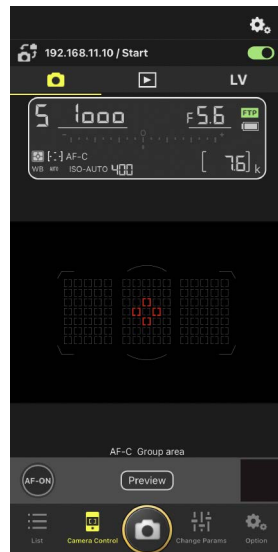 192.168.11.10 / Start
LV
S 1000 F5.6 FTP
AF-C
WB ISO-AUTO 400 [ 7.6] k
AF-C Group area
AF-ON Preview
List Camera Control Change Params Option